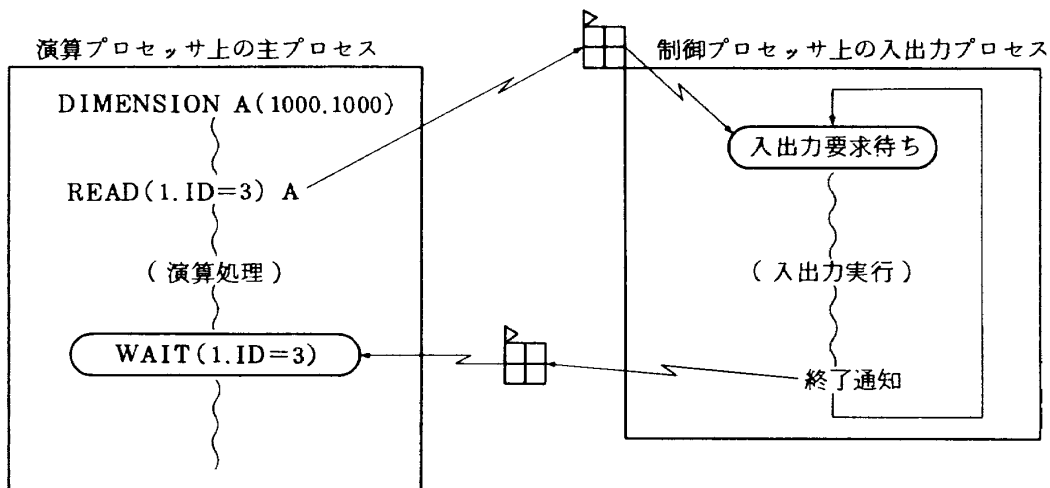 演算プロセッサ上の主プロセス
DIMENSION A(1000,1000)
READ(1.ID=3) A
(演算処理)
WAIT(1.ID=3)
制御プロセッサ上の入出力プロセス
入出力要求待ち
(入出力実行)
終了通知